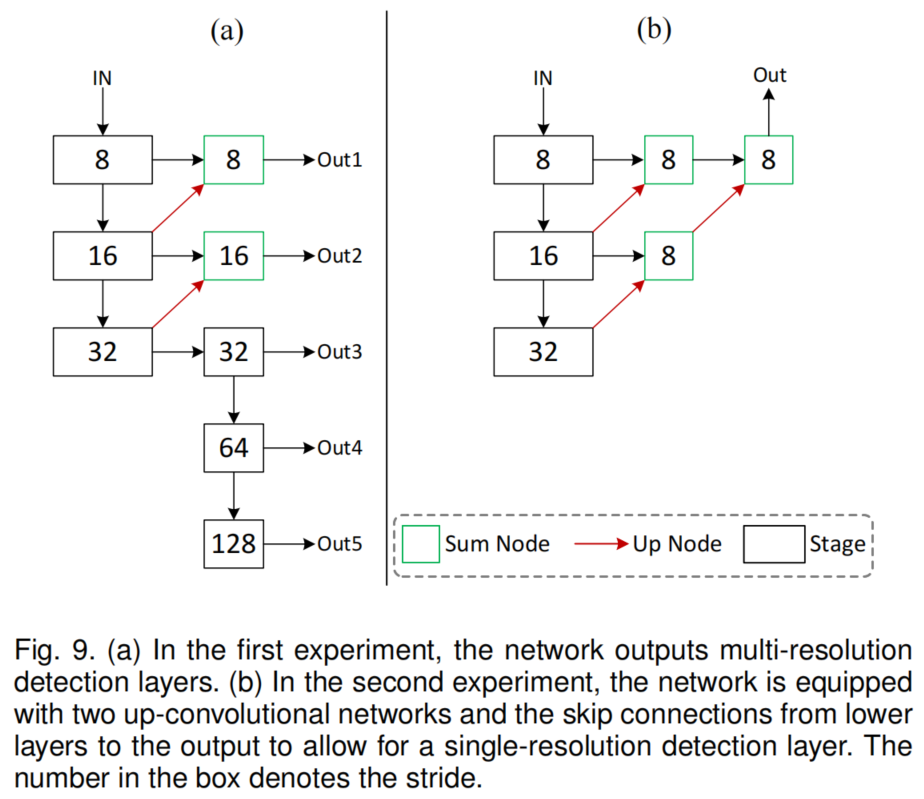 (a)
IN
8
8
Out1
16
16
Out2
32
32
Out3
64
Out4
128
Out5
(b)
IN
Out
8
8
8
16
8
32
Sum Node
Up Node
Stage
Fig. 9. (a) In the first experiment, the network outputs multi-resolution
detection layers. (b) In the second experiment, the network is equipped
with two up-convolutional networks and the skip connections from lower
layers to the output to allow for a single-resolution detection layer. The
number in the box denotes the stride.